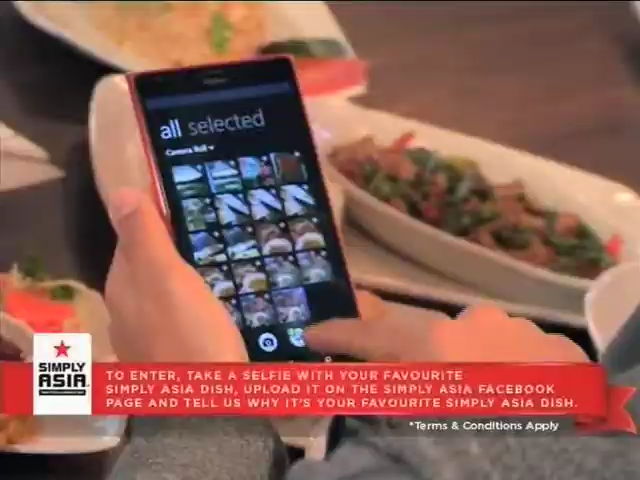 all selected
Camera Roll
SIMPLY
ASIA
TO ENTER, TAKE A SELFIE WITH YOUR FAVOURITE
SIMPLY ASIA DISH, UPLOAD IT ON THE SIMPLY ASIA FACEBOOK
PAGE AND TELL US WHY IT'S YOUR FAVOURITE SIMPLY ASIA DISH.
*Terms & Conditions Apply